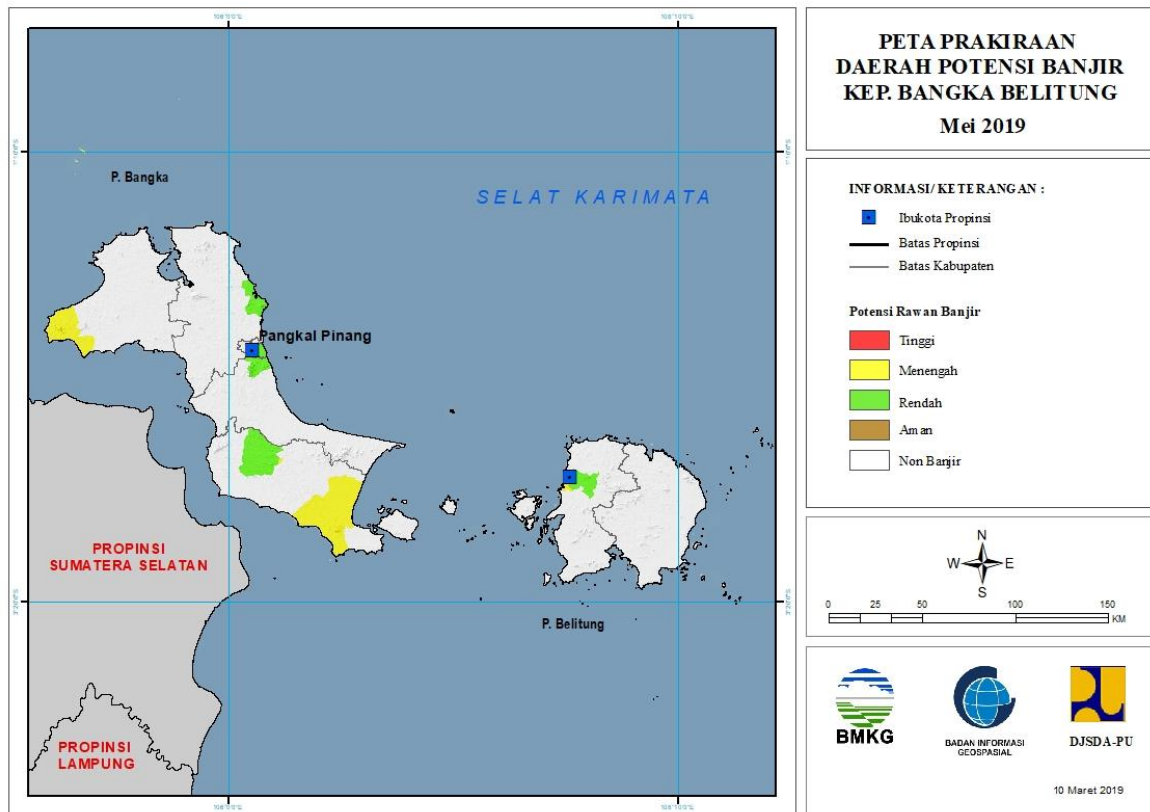 PETA PRAKIRAAN
DAERAH POTENSI BANJIR
KEP. BANGKA BELITUNG
Mei 2019
P. Bangka
SELAT KARIMATA
Pangkal Pinang
PROPINSI
SUMATERA SELATAN
P. Belitung
PROPINSI
LAMPUNG
INFORMASI/ KETERANGAN :
Ibukota Propinsi
Batas Propinsi
Batas Kabupaten
Potensi Rawan Banjir
Tinggi
Menengah
Rendah
Aman
Non Banjir
N
W E
S
0 25 50 100 150
KM
BMKG
BADAN INFORMASI
GEOSPASIAL
DJSDA-PU
10 Maret 2019